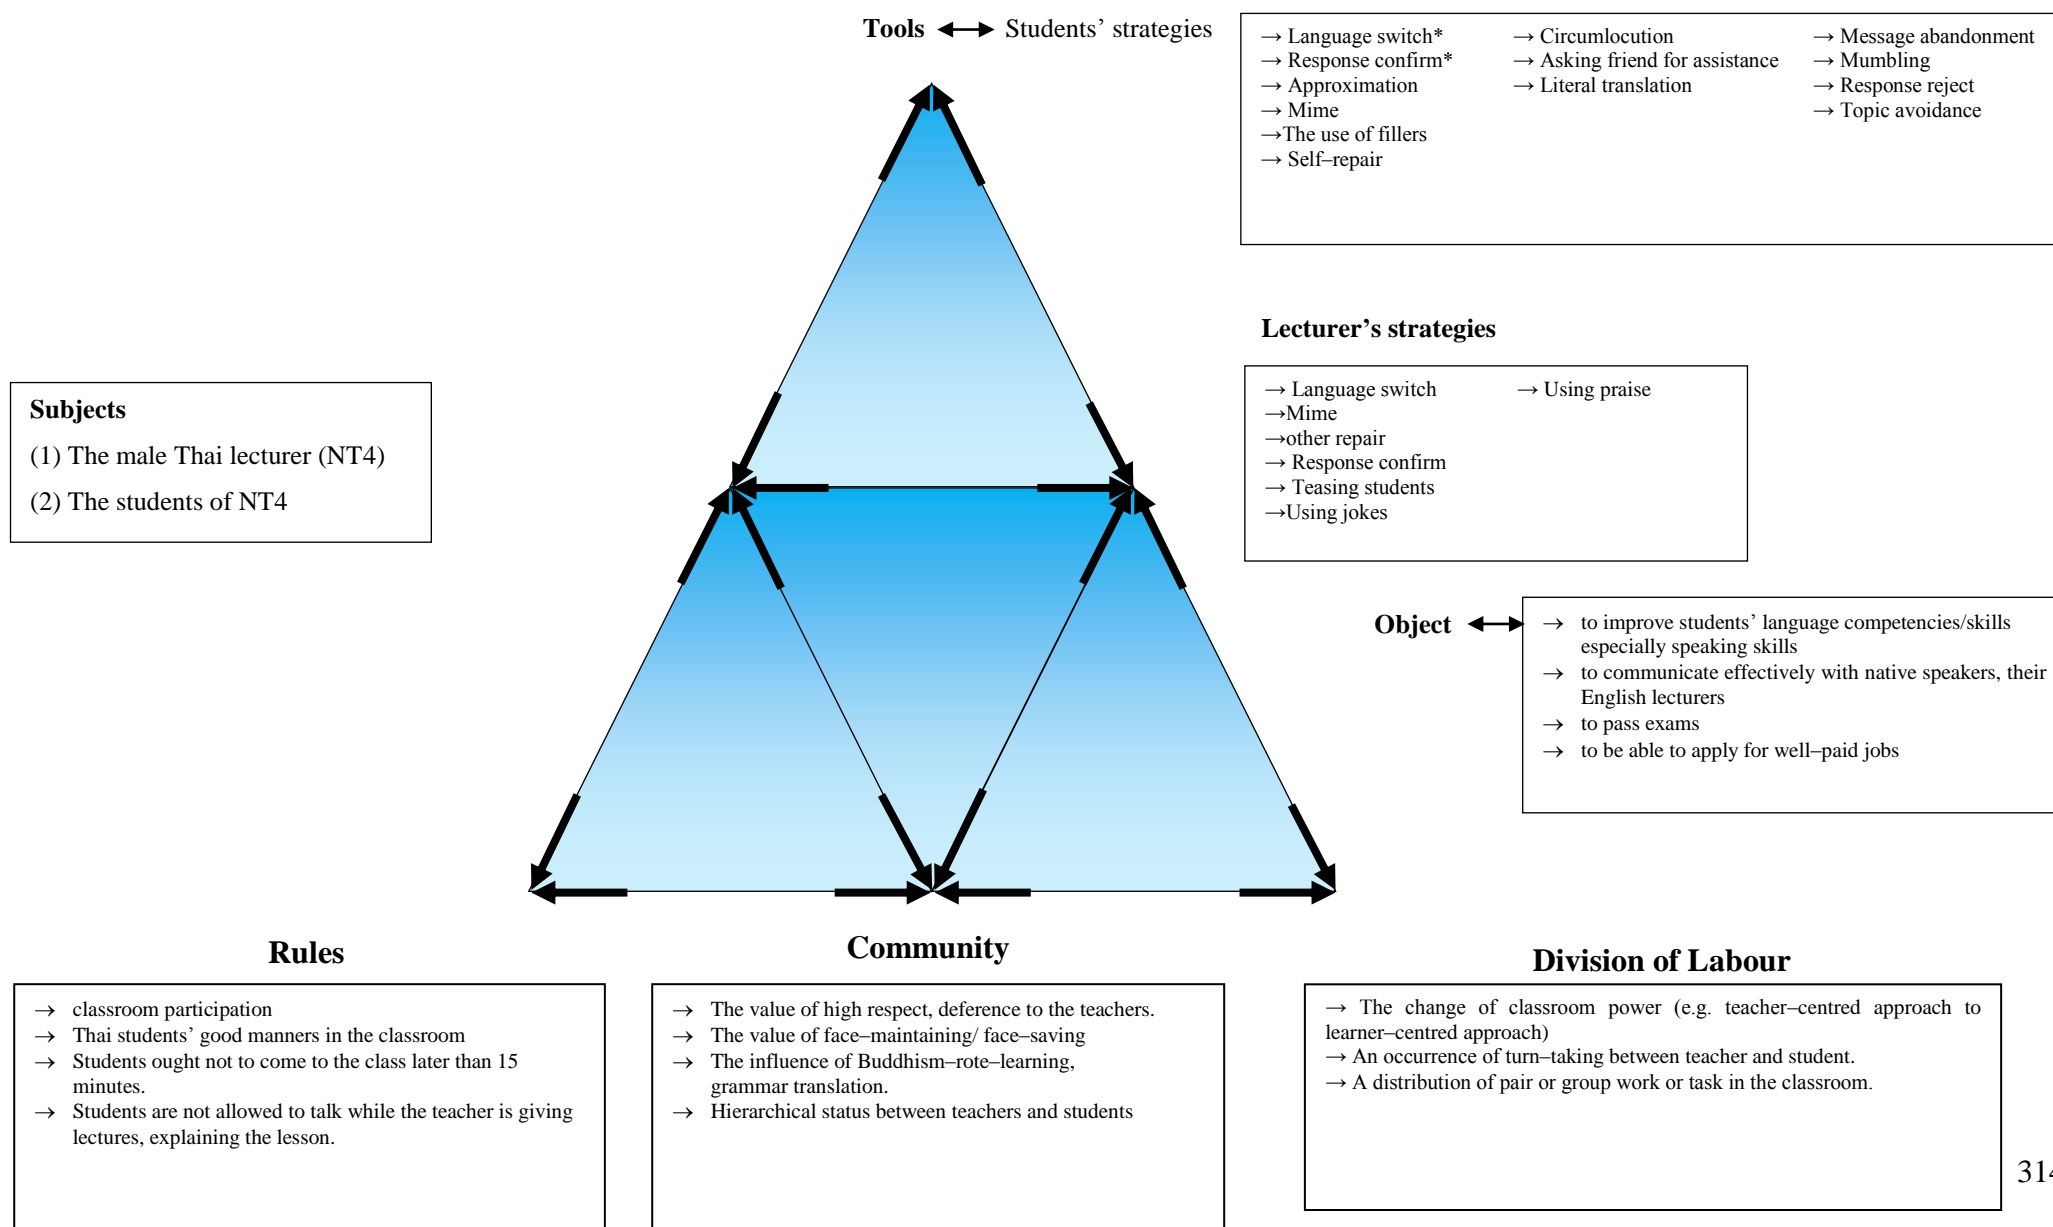 Tools ↔ Students’ strategies
→ Language switch*
→ Response confirm*
→ Approximation
→ Mime
→The use of fillers
→ Self–repair
→ Circumlocution
→ Asking friend for assistance
→ Literal translation
→ Message abandonment
→ Mumbling
→ Response reject
→ Topic avoidance
Lecturer’s strategies
→ Language switch
→Mime
→other repair
→ Response confirm
→ Teasing students
→Using jokes
→ Using praise
Subjects
(1) The male Thai lecturer (NT4)
(2) The students of NT4
Object ↔
→ to improve students’ language competencies/skills
especially speaking skills
→ to communicate effectively with native speakers, their
English lecturers
→ to pass exams
→ to be able to apply for well–paid jobs
Rules
→ classroom participation
→ Thai students’ good manners in the classroom
→ Students ought not to come to the class later than 15
minutes.
→ Students are not allowed to talk while the teacher is giving
lectures, explaining the lesson.
Community
→ The value of high respect, deference to the teachers.
→ The value of face–maintaining/ face–saving
→ The influence of Buddhism–rote–learning,
grammar translation.
→ Hierarchical status between teachers and students
Division of Labour
→ The change of classroom power (e.g. teacher–centred approach to
learner–centred approach)
→ An occurrence of turn–taking between teacher and student.
→ A distribution of pair or group work or task in the classroom.
314